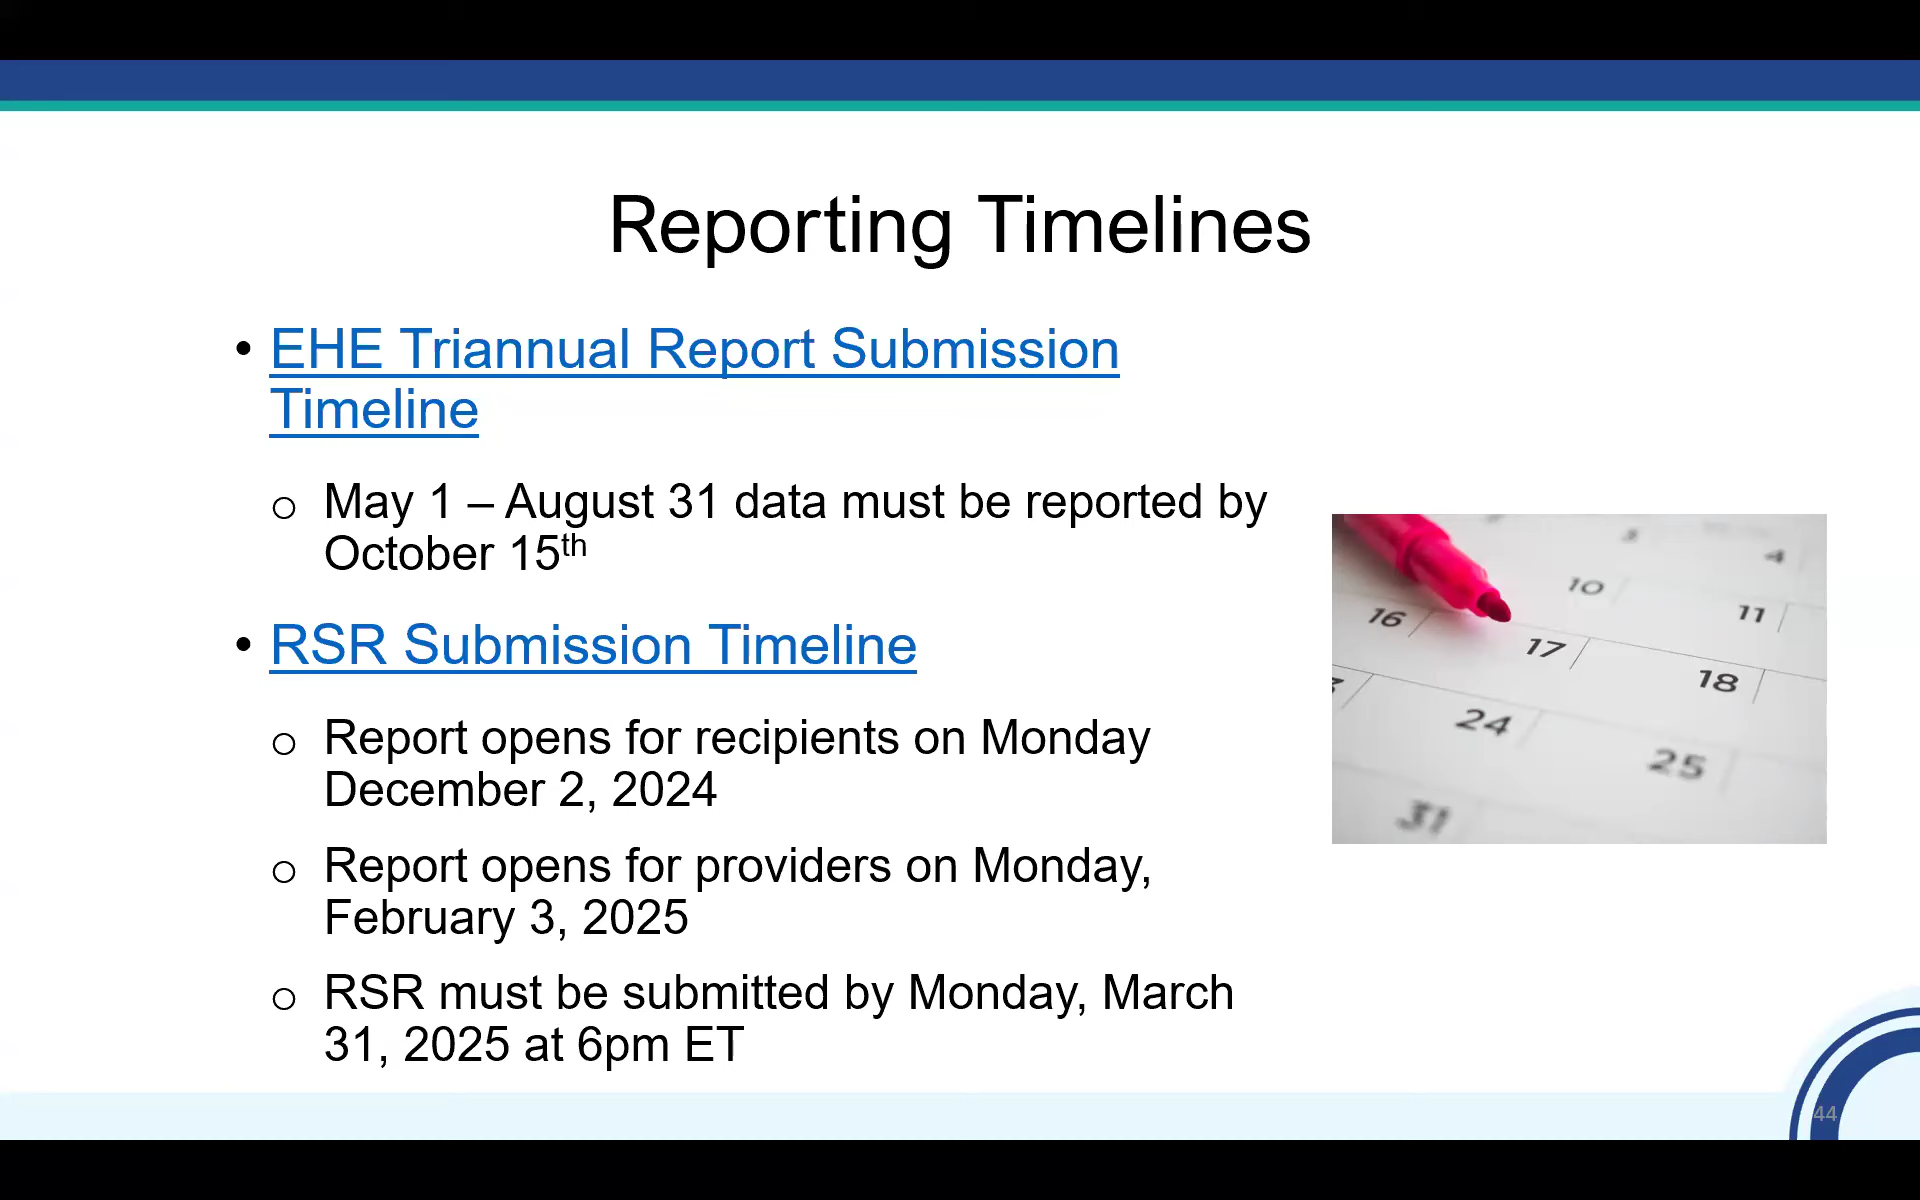 Reporting Timelines
• EHE Triannual Report Submission
Timeline
o May 1 – August 31 data must be reported by
October 15th
• RSR Submission Timeline
o Report opens for recipients on Monday
December 2, 2024
o Report opens for providers on Monday,
February 3, 2025
o RSR must be submitted by Monday, March
31, 2025 at 6pm ET
4
10
11
16
17
18
24
25
31
44